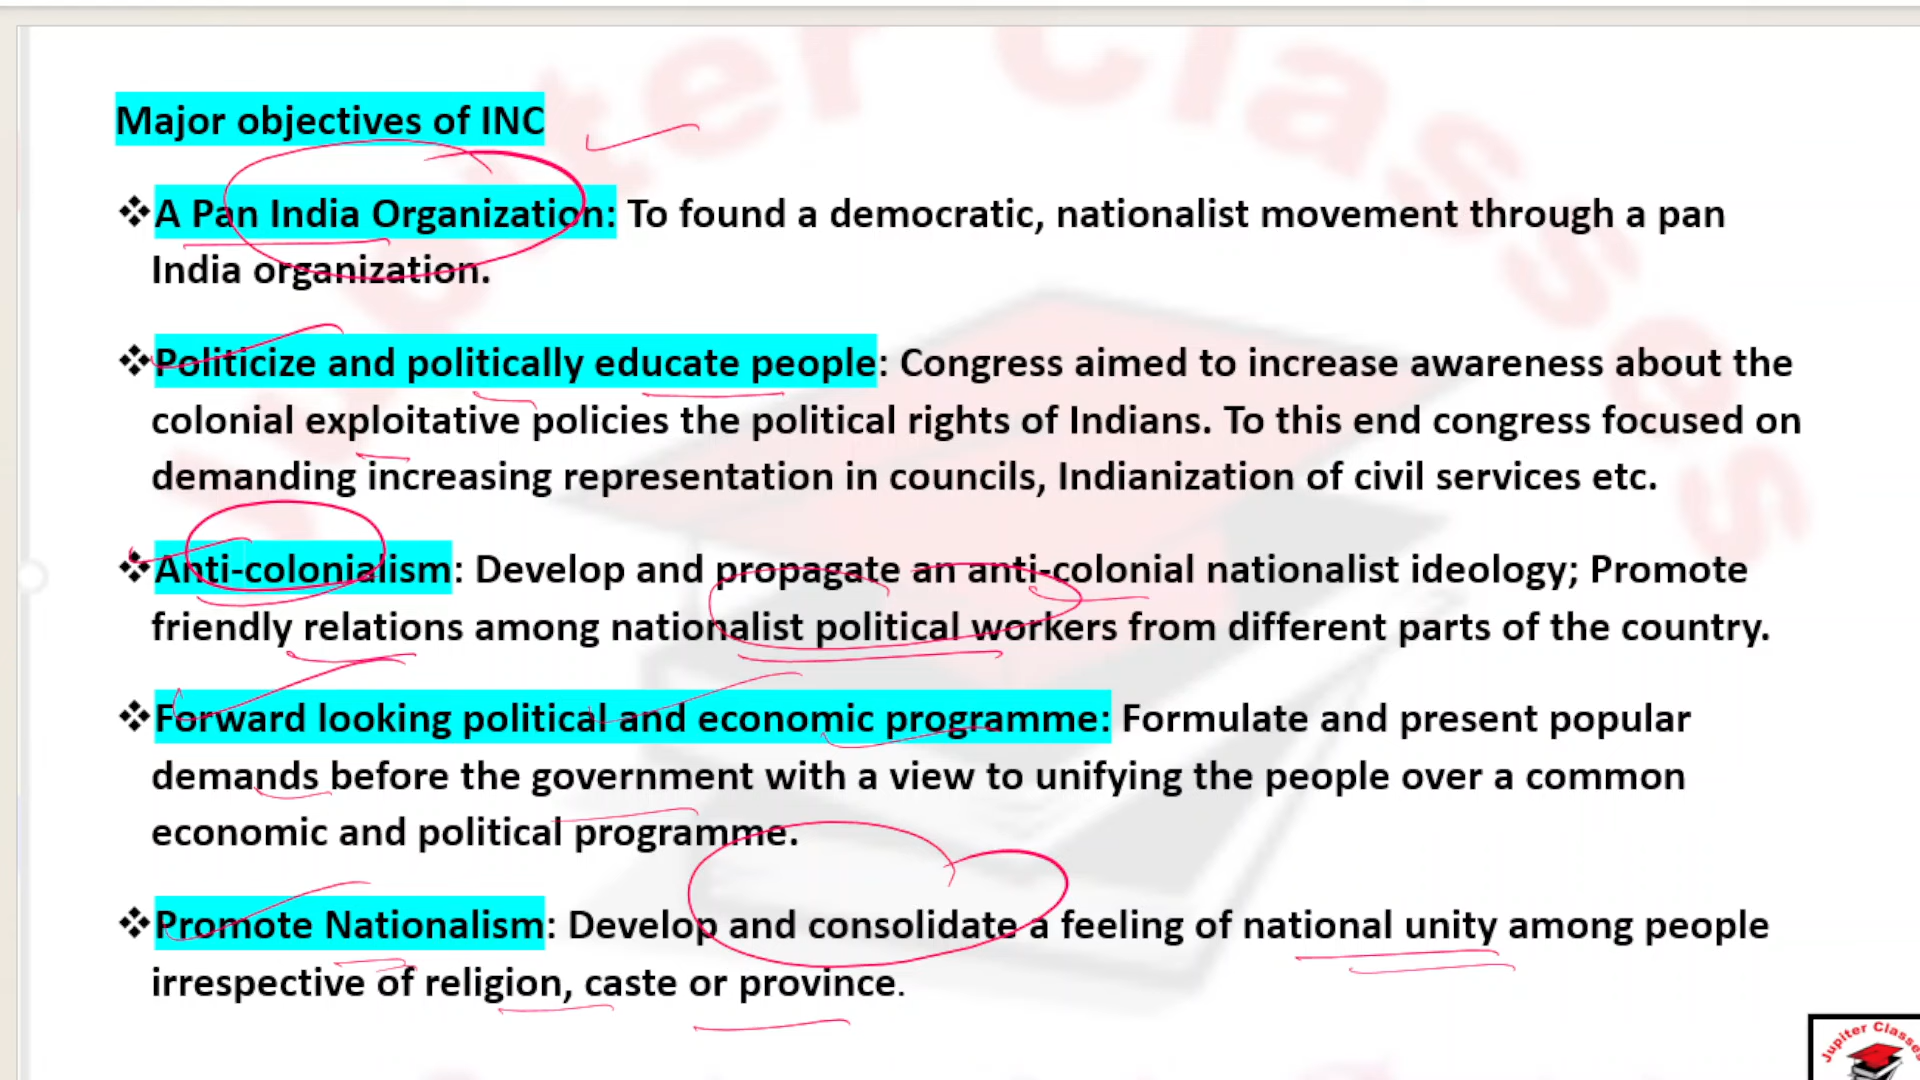 Major objectives of INC
❖A Pan India Organization: To found a democratic, nationalist movement through a pan
India organization.
❖Politicize and politically educate people: Congress aimed to increase awareness about the
colonial exploitative policies the political rights of Indians. To this end congress focused on
demanding increasing representation in councils, Indianization of civil services etc.
❖Anti-colonialism: Develop and propagate an anti-colonial nationalist ideology; Promote
friendly relations among nationalist political workers from different parts of the country.
❖Forward looking political and economic programme: Formulate and present popular
demands before the government with a view to unifying the people over a common
economic and political programme.
❖Promote Nationalism: Develop and consolidate a feeling of national unity among people
irrespective of religion, caste or province.
Jupiter Classes
Jupiter Classes